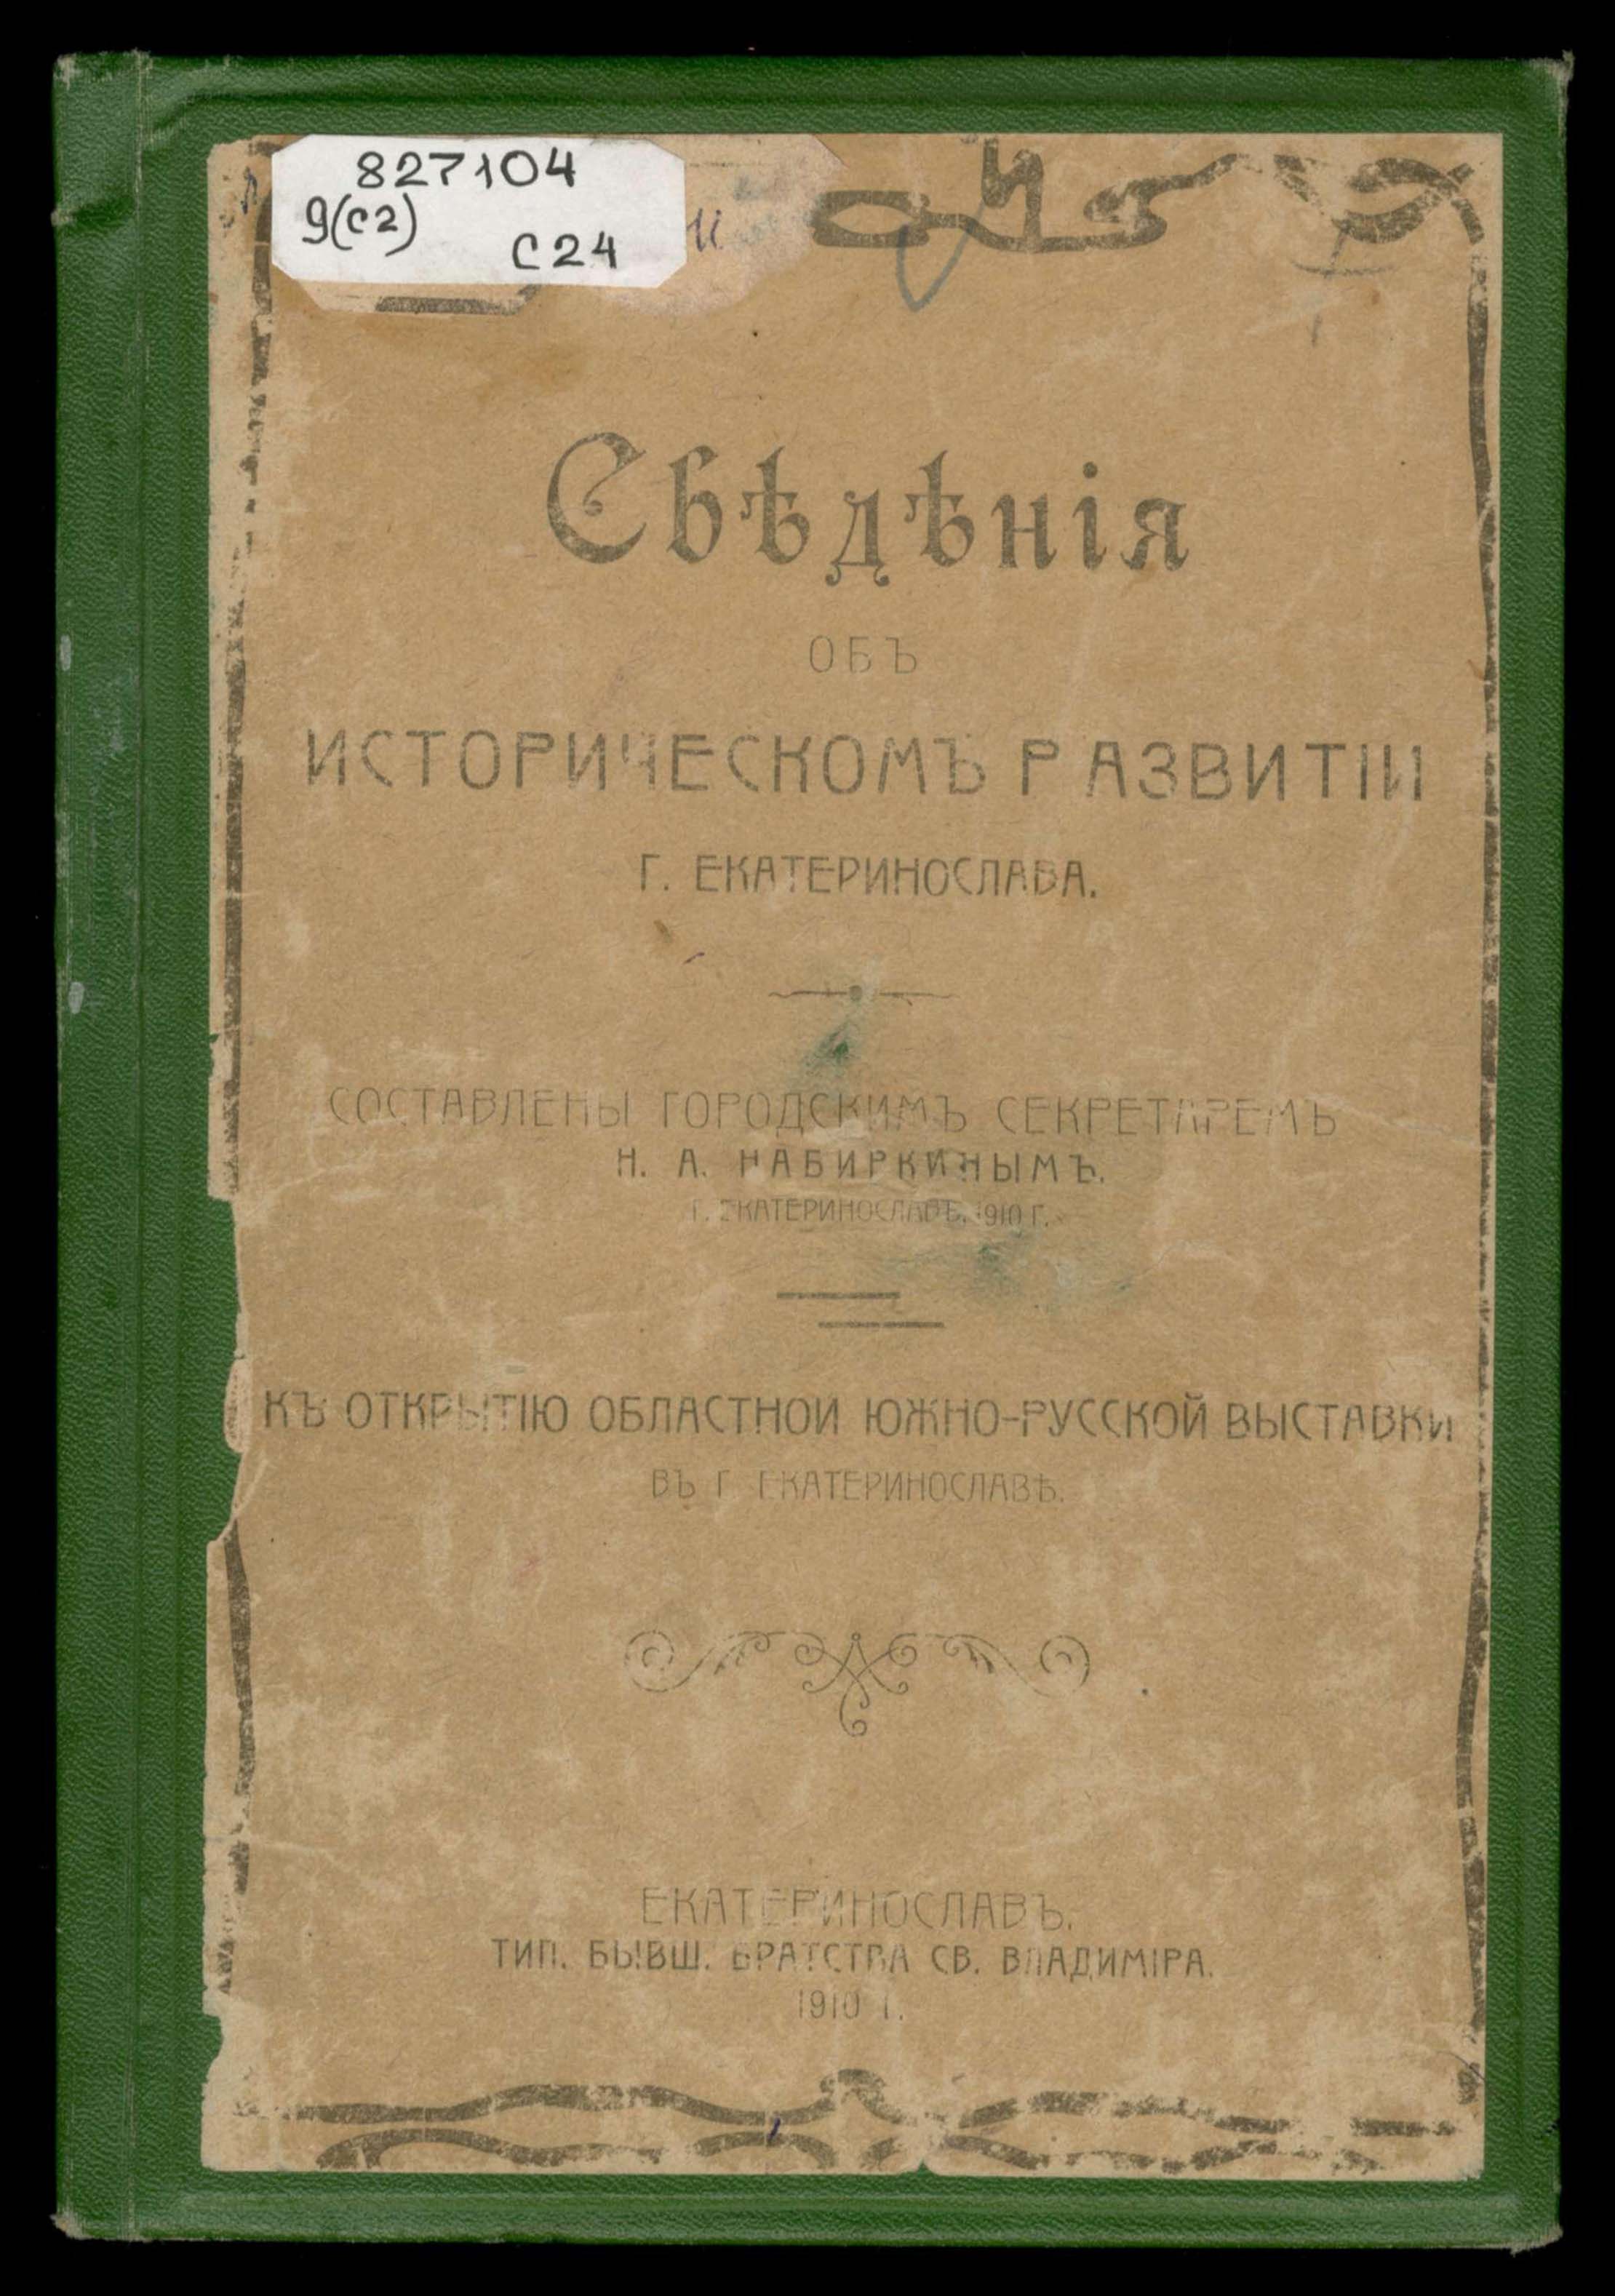 827104
9(С2)
С24
Свѣдѣнія
ОБЪ
ИСТОРИЧЕСКОМЪ РАЗВИТІИ
Г. ЕКАТЕРИНОСЛАВА.
СОСТАВЛЕНЫ ГОРОДСКИМЪ СЕКРЕТАРЕМЪ
Н. А. НАБИРКИНЫМЪ.
Г. ЕКАТЕРИНОСЛАВЪ, 1910 Г.
КЪ ОТКРЫТІЮ ОБЛАСТНОЙ ЮЖНО-РУССКОЙ ВЫСТАВКИ
ВЪ Г. ЕКАТЕРИНОСЛАВѢ.
ЕКАТЕРИНОСЛАВЪ.
ТИП. БЫВШ. БРАТСТВА СВ. ВЛАДИМІРА.
1910 Г.